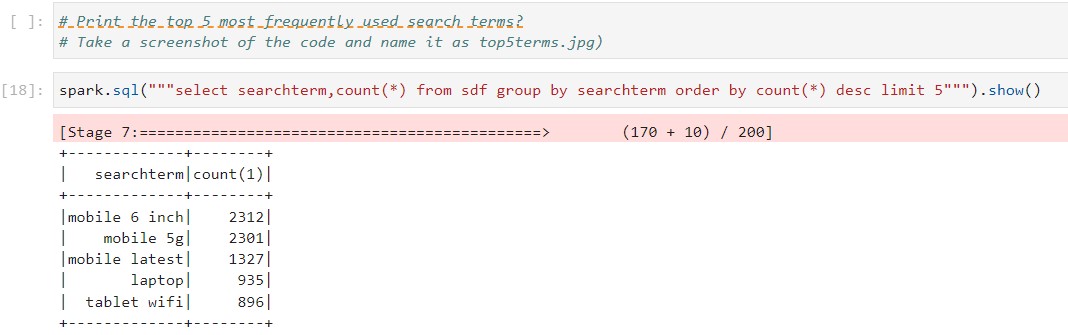 [ ]: # Print the top 5 most frequently used search terms?
# Take a screenshot of the code and name it as top5terms.jpg)
[18]: spark.sql("""select searchterm,count(*) from sdf group by searchterm order by count(*) desc limit 5""").show()
[Stage 7:=============================================>        (170 + 10) / 200]
+-------------+--------+
|   searchterm|count(1)|
+-------------+--------+
|mobile 6 inch|    2312|
|    mobile 5g|    2301|
|mobile latest|    1327|
|       laptop|     935|
|  tablet wifi|     896|
+-------------+--------+